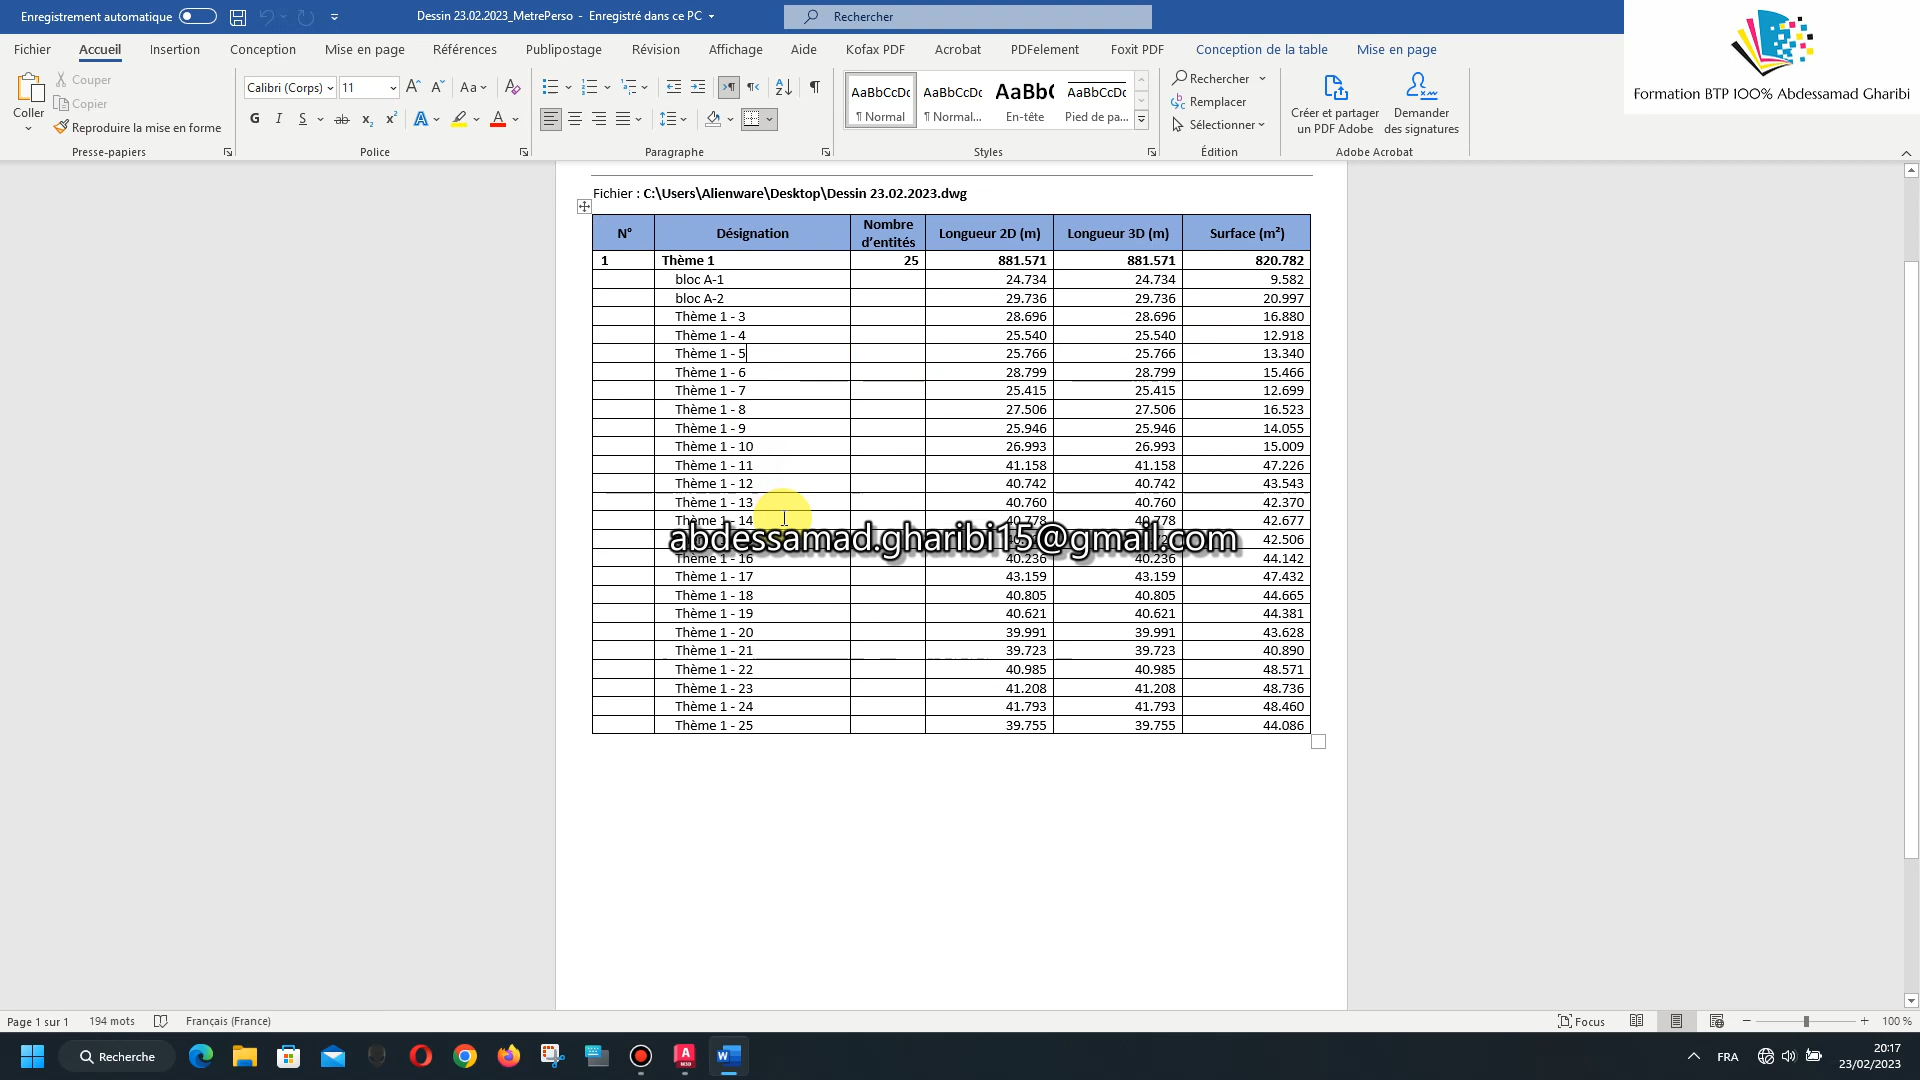 Enregistrement automatique
Dessin 23.02.2023_MetrePerso - Enregistré dans ce PC
Rechercher
Formation BTP 100% Abdessamad Gharibi
Fichier Accueil Insertion Conception Mise en page Références Publipostage Révision Affichage Aide Kofax PDF Acrobat PDFelement Foxit PDF Conception de la table Mise en page
Coller
Couper
Copier
Reproduire la mise en forme
Presse-papiers
Calibri (Corps) 11
Police
Paragraphe
AaBbCcDc AaBbCcDc AaBb( AaBbCcDc
¶ Normal ¶ Normal... En-tête Pied de pa...
Styles
Rechercher
Remplacer
Sélectionner
Édition
Créer et partager
un PDF Adobe
Demander
des signatures
Adobe Acrobat
Fichier : C:\Users\Alienware\Desktop\Dessin 23.02.2023.dwg
N° Désignation Nombre d'entités Longueur 2D (m) Longueur 3D (m) Surface (m²)
1 Thème 1 25 881.571 881.571 820.782
bloc A-1 24.734 24.734 9.582
bloc A-2 29.736 29.736 20.997
Thème 1 - 3 28.696 28.696 16.880
Thème 1 - 4 25.540 25.540 12.918
Thème 1 - 5 25.766 25.766 13.340
Thème 1 - 6 28.799 28.799 15.466
Thème 1 - 7 25.415 25.415 12.699
Thème 1 - 8 27.506 27.506 16.523
Thème 1 - 9 25.946 25.946 14.055
Thème 1 - 10 26.993 26.993 15.009
Thème 1 - 11 41.158 41.158 47.226
Thème 1 - 12 40.742 40.742 43.543
Thème 1 - 13 40.760 40.760 42.370
Thème 1 - 14 40.778 40.778 42.677
abdessamad.gharibi15@gmail.com
42.506
Thème 1 - 16 40.236 40.236 44.142
Thème 1 - 17 43.159 43.159 47.432
Thème 1 - 18 40.805 40.805 44.665
Thème 1 - 19 40.621 40.621 44.381
Thème 1 - 20 39.991 39.991 43.628
Thème 1 - 21 39.723 39.723 40.890
Thème 1 - 22 40.985 40.985 48.571
Thème 1 - 23 41.208 41.208 48.736
Thème 1 - 24 41.793 41.793 48.460
Thème 1 - 25 39.755 39.755 44.086
Page 1 sur 1 194 mots Français (France) Focus 100 %
Recherche FRA 20:17
23/02/2023